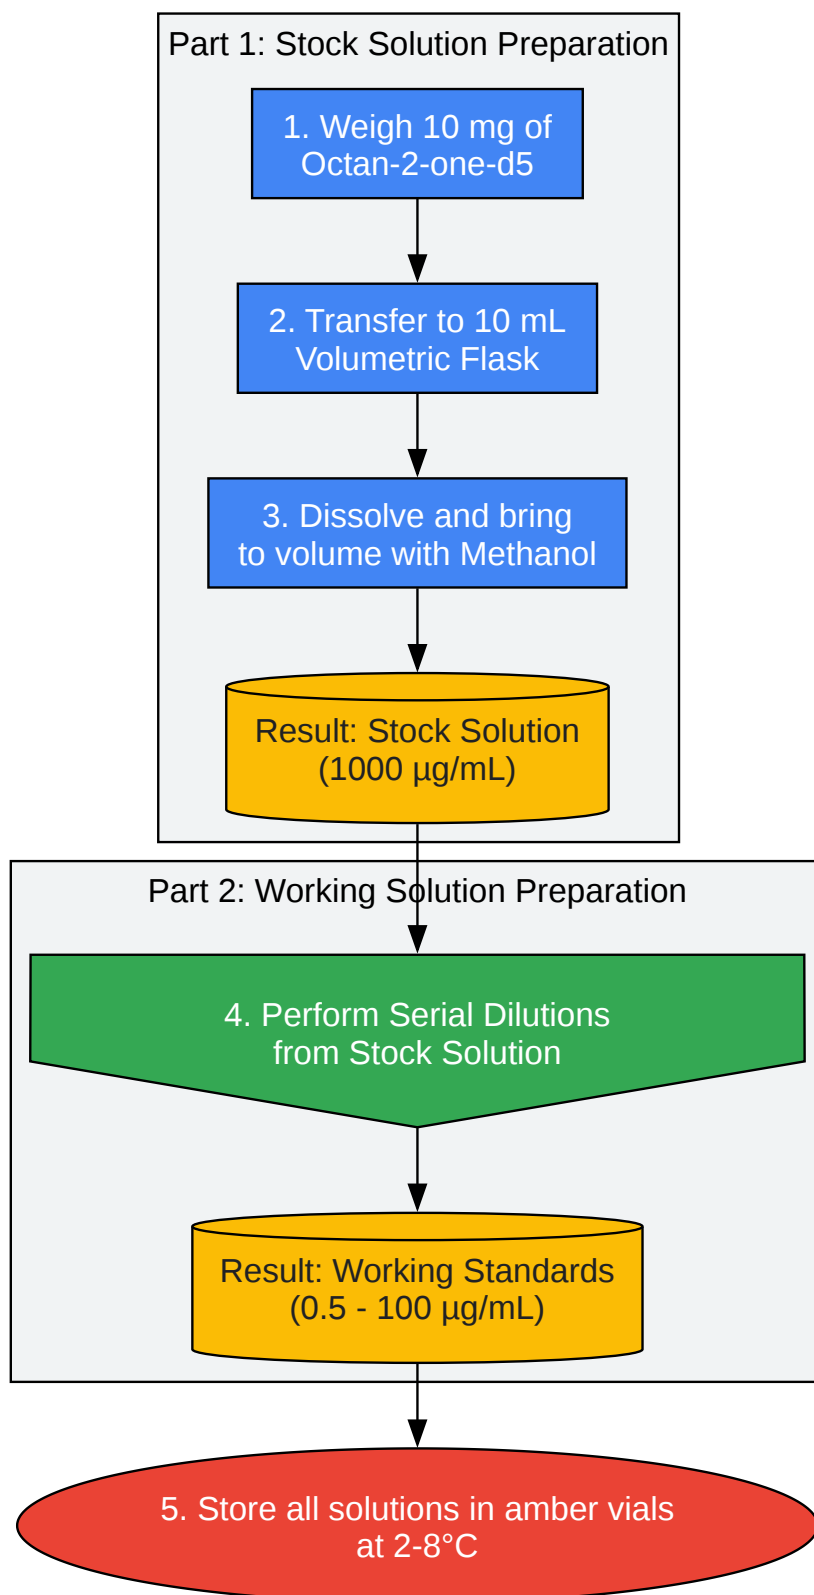 Part 1: Stock Solution Preparation
1. Weigh 10 mg of
Octan-2-one-d5
2. Transfer to 10 mL
Volumetric Flask
3. Dissolve and bring
to volume with Methanol
Result: Stock Solution
(1000 µg/mL)
Part 2: Working Solution Preparation
4. Perform Serial Dilutions
from Stock Solution
Result: Working Standards
(0.5 - 100 µg/mL)
5. Store all solutions in amber vials
at 2-8°C